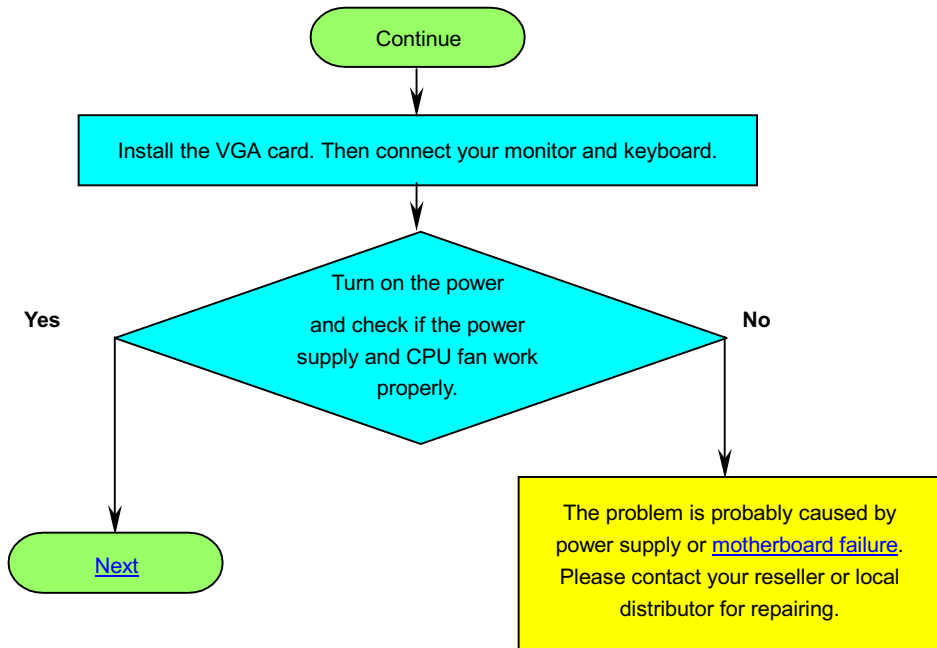 Continue
Install the VGA card. Then connect your monitor and keyboard.
Turn on the power
and check if the power
supply and CPU fan work
properly.
Yes
No
Next
The problem is probably caused by
power supply or motherboard failure.
Please contact your reseller or local
distributor for repairing.